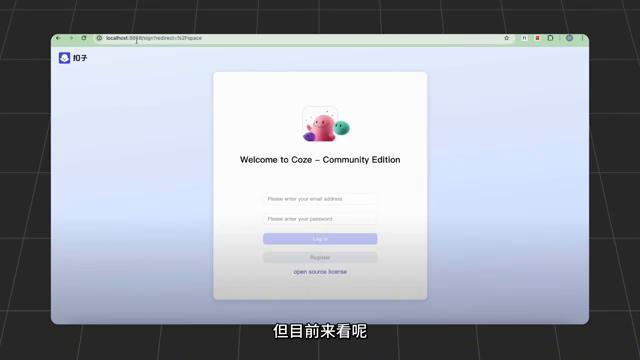 localhost:8888/sign?redirect=%2Fspace
扣子
Welcome to Coze – Community Edition
Please enter your email address
Please enter your password
Log in
Register
open source license
但目前来看呢